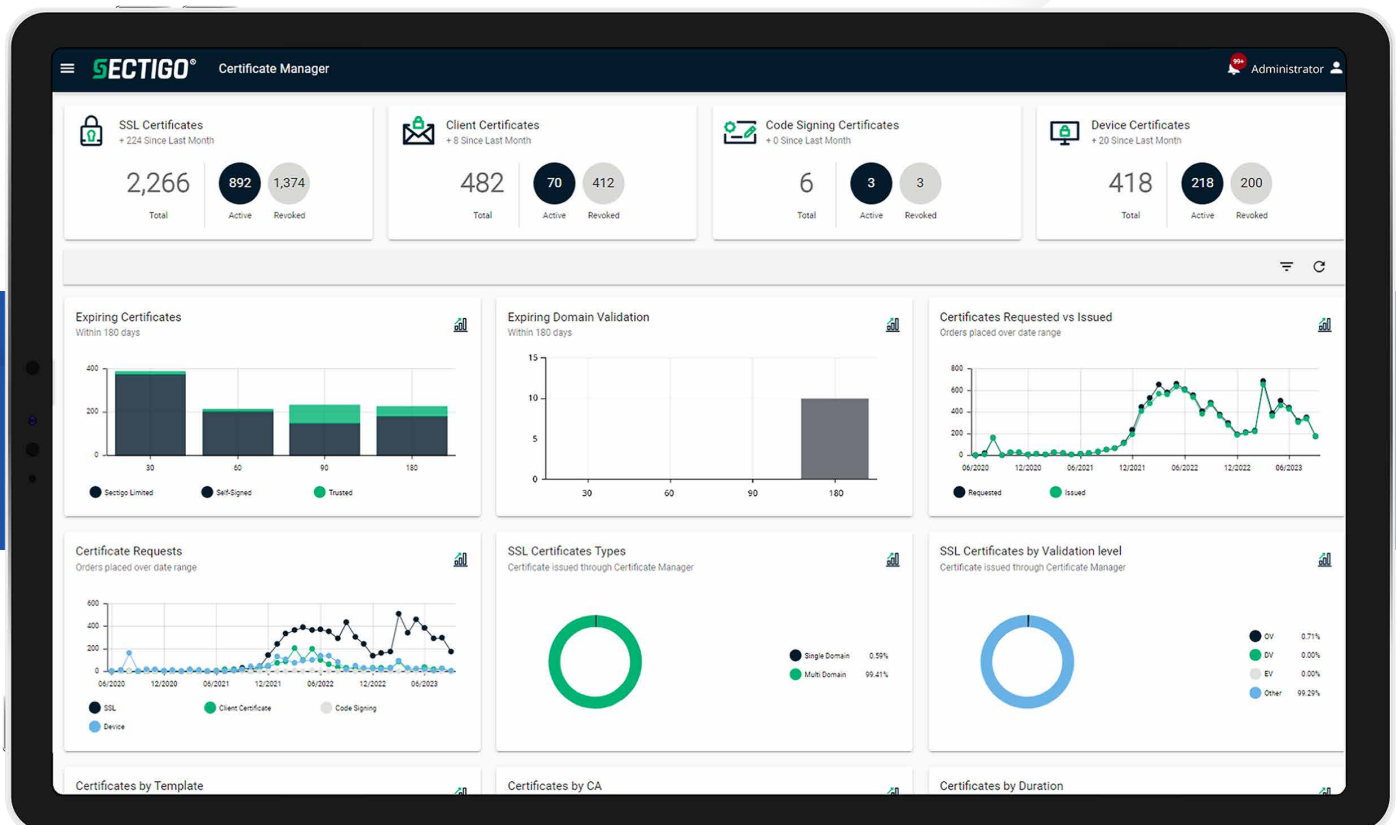 SECTIGO® Certificate Manager
99+ Administrator
SSL Certificates
+ 224 Since Last Month
2,266 892 1,374
Total Active Revoked
Client Certificates
+ 8 Since Last Month
482 70 412
Total Active Revoked
Code Signing Certificates
+ 0 Since Last Month
6 3 3
Total Active Revoked
Device Certificates
+ 20 Since Last Month
418 218 200
Total Active Revoked
Expiring Certificates
Within 180 days
400
200
0
30 60 90 180
Sectigo Limited Self-Signed Trusted
Expiring Domain Validation
Within 180 days
15
10
5
0
30 60 90 180
Certificates Requested vs Issued
Orders placed over date range
800
600
400
200
0
06/2020 12/2020 06/2021 12/2021 06/2022 12/2022 06/2023
Requested Issued
Certificate Requests
Orders placed over date range
600
400
200
0
06/2020 12/2020 06/2021 12/2021 06/2022 12/2022 06/2023
SSL Client Certificate Code Signing
Device
SSL Certificates Types
Certificate issued through Certificate Manager
Single Domain 0.59%
Multi Domain 99.41%
SSL Certificates by Validation level
Certificate issued through Certificate Manager
OV 0.71%
DV 0.00%
EV 0.00%
Other 99.29%
Certificates by Template
Certificates by CA
Certificates by Duration